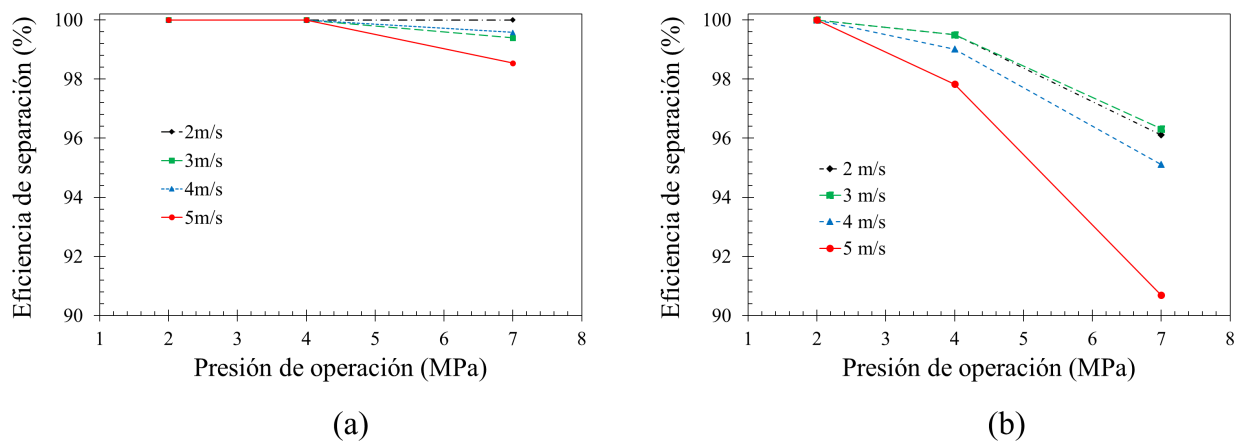 Eficiencia de separación (%)
100
98
96
94
92
90
2m/s
3m/s
4m/s
5m/s
1 2 3 4 5 6 7 8
Presión de operación (MPa)
(a)
Eficiencia de separación (%)
100
98
96
94
92
90
2 m/s
3 m/s
4 m/s
5 m/s
1 2 3 4 5 6 7 8
Presión de operación (MPa)
(b)